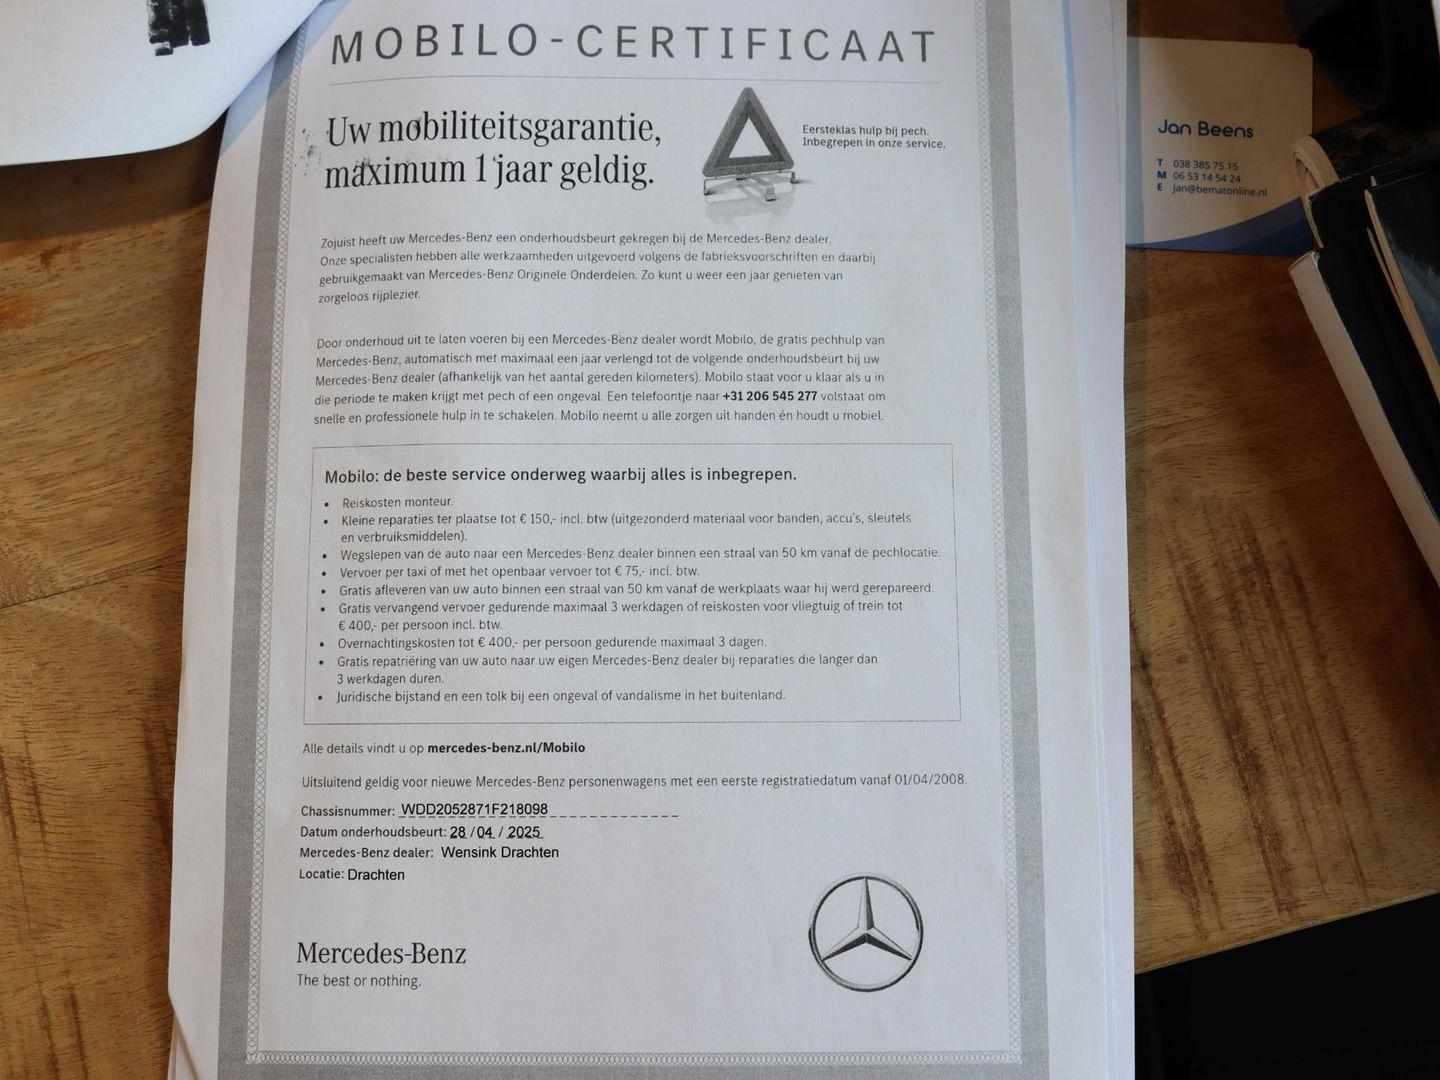 MOBILO-CERTIFICAAT
Uw mobiliteitsgarantie,
maximum 1 jaar geldig.
Eersteklas hulp bij pech.
Inbegrepen in onze service.
Zojuist heeft uw Mercedes-Benz een onderhoudsbeurt gekregen bij de Mercedes-Benz dealer.
Onze specialisten hebben alle werkzaamheden uitgevoerd volgens de fabrieksvoorschriften en daarbij
gebruikgemaakt van Mercedes-Benz Originele Onderdelen. Zo kunt u weer een jaar genieten van
zorgeloos rijplezier.
Door onderhoud uit te laten voeren bij een Mercedes-Benz dealer wordt Mobilo, de gratis pechhulp van
Mercedes-Benz, automatisch met maximaal een jaar verlengd tot de volgende onderhoudsbeurt bij uw
Mercedes-Benz dealer (afhankelijk van het aantal gereden kilometers). Mobilo staat voor u klaar als u in
die periode te maken krijgt met pech of een ongeval. Een telefoontje naar +31 206 545 277 volstaat om
snelle en professionele hulp in te schakelen. Mobilo neemt u alle zorgen uit handen én houdt u mobiel.
Mobilo: de beste service onderweg waarbij alles is inbegrepen.
• Reiskosten monteur.
• Kleine reparaties ter plaatse tot € 150,- incl. btw (uitgezonderd materiaal voor banden, accu's, sleutels
en verbruiksmiddelen).
• Wegslepen van de auto naar een Mercedes-Benz dealer binnen een straal van 50 km vanaf de pechlocatie.
• Vervoer per taxi of met het openbaar vervoer tot € 75,- incl. btw.
• Gratis afleveren van uw auto binnen een straal van 50 km vanaf de werkplaats waar hij werd gerepareerd.
• Gratis vervangend vervoer gedurende maximaal 3 werkdagen of reiskosten voor vliegtuig of trein tot
€ 400,- per persoon incl. btw.
• Overnachtingskosten tot € 400,- per persoon gedurende maximaal 3 dagen.
• Gratis repatriëring van uw auto naar uw eigen Mercedes-Benz dealer bij reparaties die langer dan
3 werkdagen duren.
• Juridische bijstand en een tolk bij een ongeval of vandalisme in het buitenland.
Alle details vindt u op mercedes-benz.nl/Mobilo
Uitsluitend geldig voor nieuwe Mercedes-Benz personenwagens met een eerste registratiedatum vanaf 01/04/2008.
Chassisnummer: WDD2052871F218098
Datum onderhoudsbeurt: 28 / 04 / 2025
Mercedes-Benz dealer: Wensink Drachten
Locatie: Drachten
Mercedes-Benz
The best or nothing.
Jan Beens
T 038 385 75 15
M 06 53 14 54 24
E jan@bematonline.nl